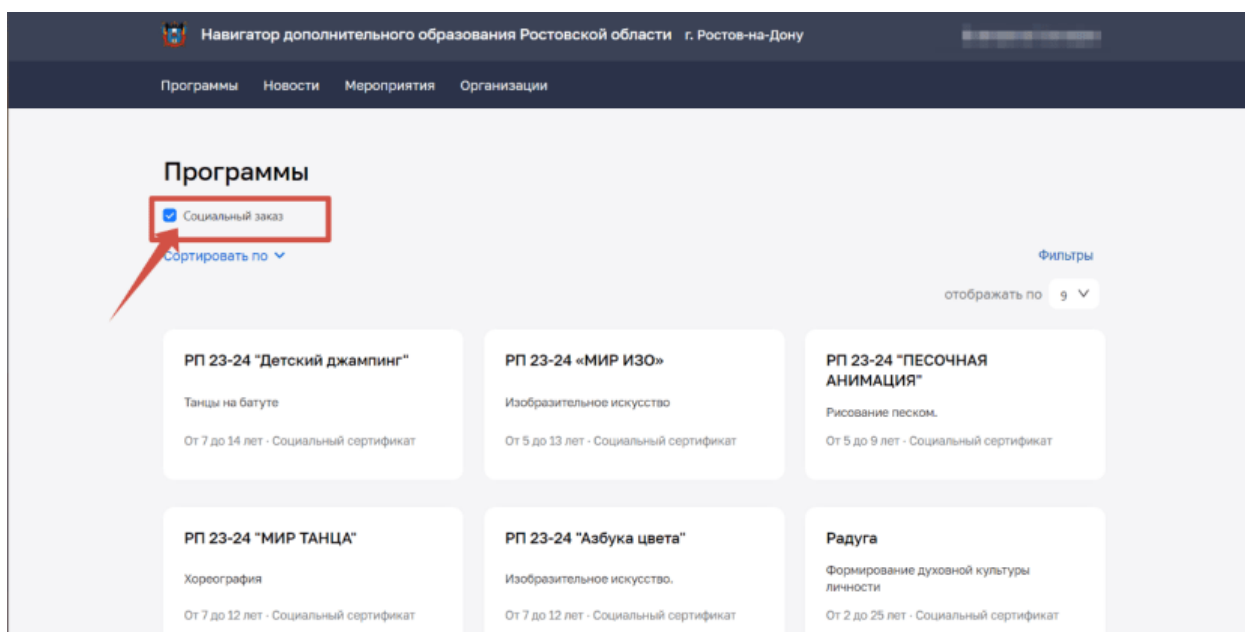 Навигатор дополнительного образования Ростовской области г. Ростов-на-Дону
Программы Новости Мероприятия Организации
Программы
Социальный заказ
Сортировать по
Фильтры
отображать по 9
РП 23-24 "Детский джампинг"
Танцы на батуте
От 7 до 14 лет · Социальный сертификат
РП 23-24 «МИР ИЗО»
Изобразительное искусство
От 5 до 13 лет · Социальный сертификат
РП 23-24 "ПЕСОЧНАЯ
АНИМАЦИЯ"
Рисование песком.
От 5 до 9 лет · Социальный сертификат
РП 23-24 "МИР ТАНЦА"
Хореография
От 7 до 12 лет · Социальный сертификат
РП 23-24 "Азбука цвета"
Изобразительное искусство.
От 7 до 12 лет · Социальный сертификат
Радуга
Формирование духовной культуры
личности
От 2 до 25 лет · Социальный сертификат